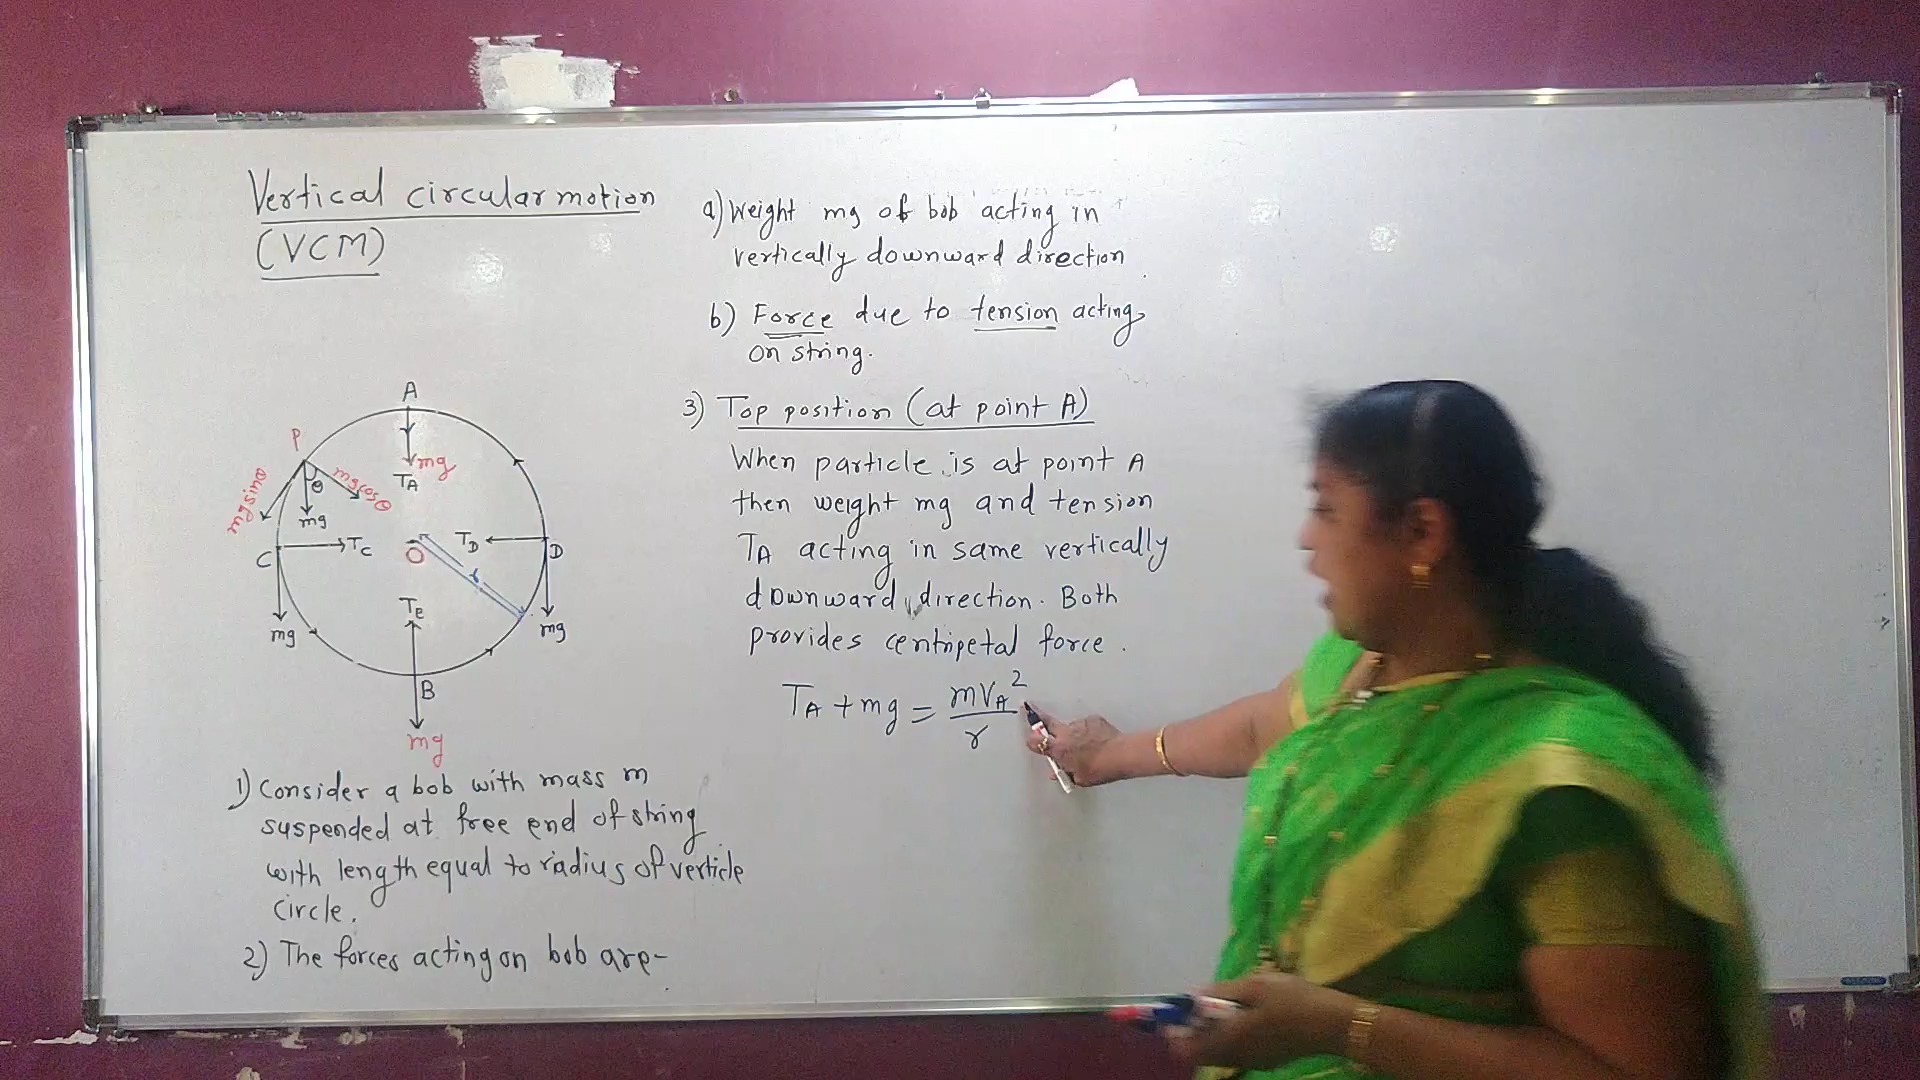 Vertical circular motion
(VCM)
A
P
mg
TA
θ
mgcosθ
mgsinθ
mg
C
TC
O
TD
D
r
mg
TB
mg
B
mg
1) Consider a bob with mass m
suspended at free end of string
with length equal to radius of verticle
circle.
2) The forces acting on bob are-
a) Weight mg of bob acting in
vertically downward direction
b) Force due to tension acting
on string.
3) Top position (at point A)
When particle is at point A
then weight mg and tension
TA acting in same vertically
downward direction. Both
provides centripetal force.
TA + mg = mVA²
r